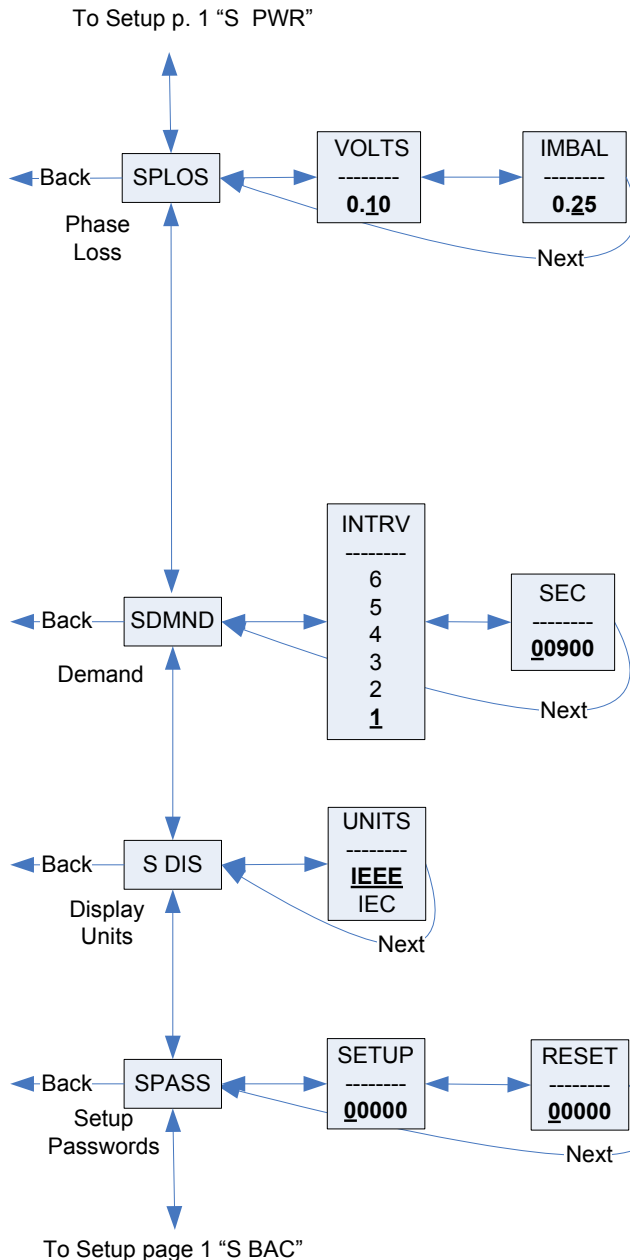 To Setup p. 1 “S  PWR”
VOLTS
--------
0.10
IMBAL
--------
0.25
Back
SPLOS
Phase
Loss
Next
INTRV
--------
6
5
4
3
2
1
SEC
--------
00900
Back
SDMND
Demand
Next
UNITS
--------
IEEE
IEC
Back
S DIS
Display
Units
Next
SETUP
--------
00000
RESET
--------
00000
Back
SPASS
Setup
Passwords
Next
To Setup page 1 “S BAC”